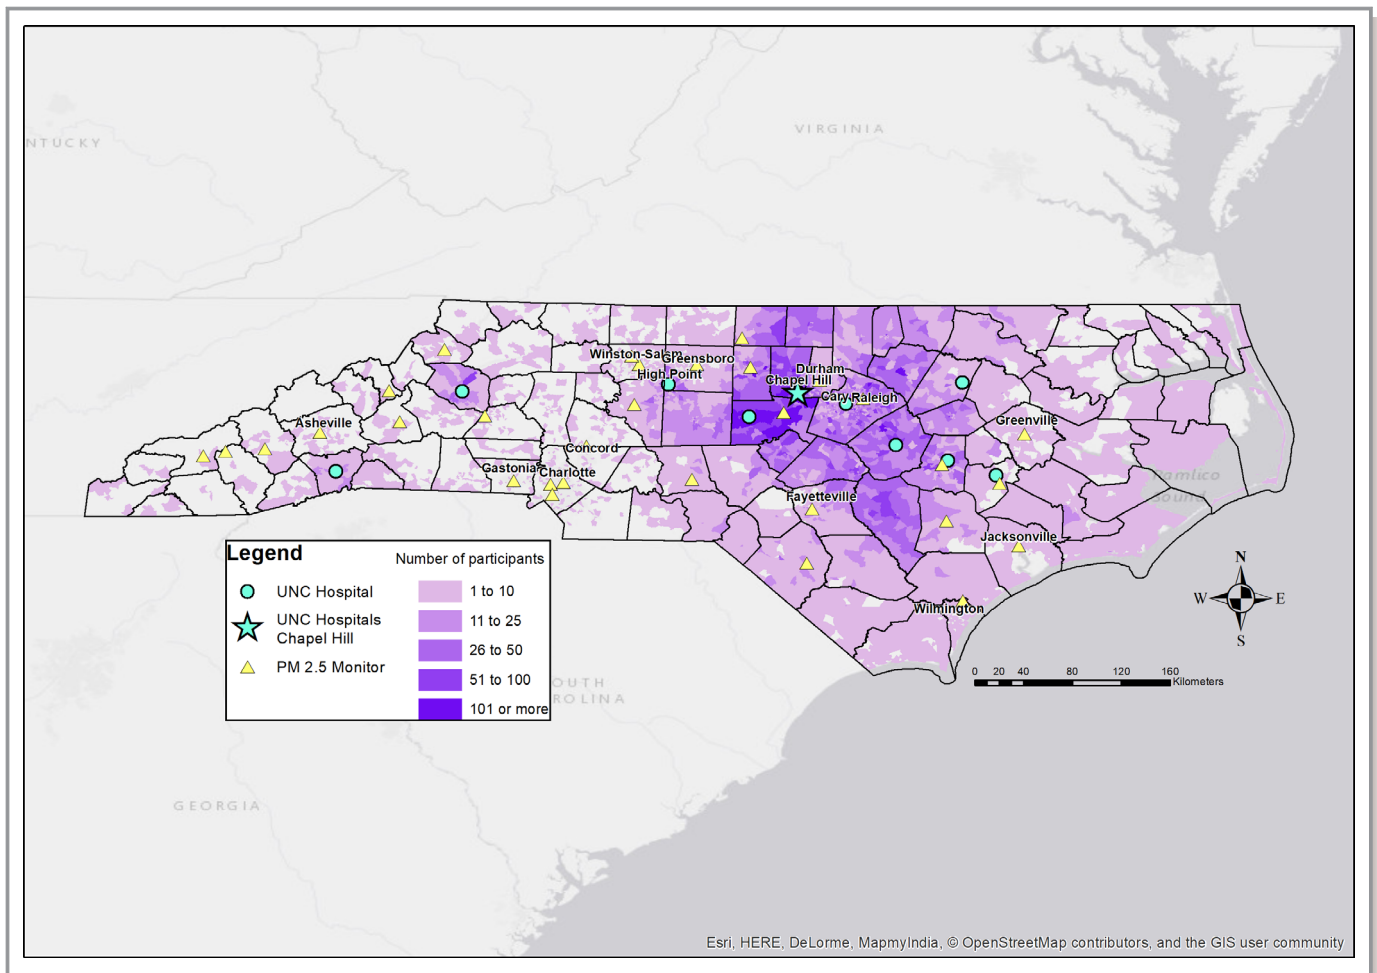 NTUCKY
VIRGINIA
Winston-Salem
Greensboro
High Point
Durham
Chapel Hill
Cary
Raleigh
Asheville
Greenville
Concord
Gastonia
Charlotte
Pamlico
Sound
Fayetteville
Jacksonville
Wilmington
Legend
Number of participants
UNC Hospital
UNC Hospitals
Chapel Hill
PM 2.5 Monitor
1 to 10
11 to 25
26 to 50
51 to 100
101 or more
N
W
E
S
0 20 40 80 120 160
Kilometers
OUTH
ROLINA
GEORGIA
Esri, HERE, DeLorme, MapmyIndia, © OpenStreetMap contributors, and the GIS user community